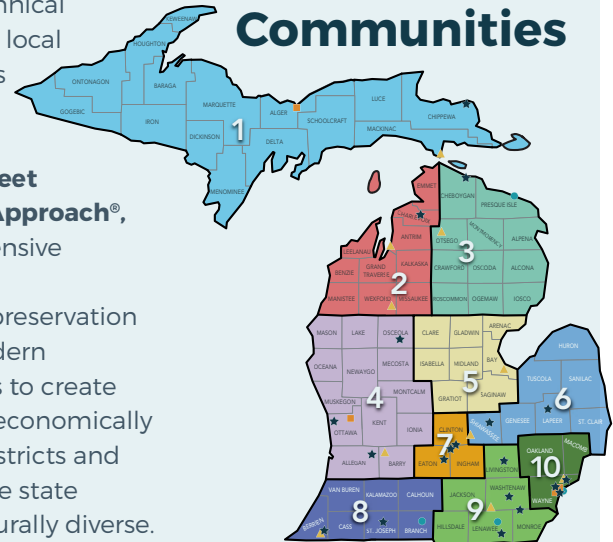 hnical
Communities
local
s
eet
Approach®,
ensive
preservation
dern
s to create
economically
stricts and
e state
urally diverse.
KEWEENAW
HOUGHTON
ONTONAGON
BARAGA
GOGEBIC
IRON
MARQUETTE
DICKINSON
MENOMINEE
1
ALGER
DELTA
SCHOOLCRAFT
LUCE
CHIPPEWA
MACKINAC
EMMET
CHARLEVOIX
ANTRIM
LEELANAU
BENZIE
GRAND
TRAVERSE
KALKASKA
2
MANISTEE
WEXFORD
MISSAUKEE
CHEBOYGAN
PRESQUE ISLE
OTSEGO
MONTMORENCY
ALPENA
3
CRAWFORD
OSCODA
ALCONA
ROSCOMMON
OGEMAW
IOSCO
MASON
LAKE
OSCEOLA
OCEANA
NEWAYGO
MECOSTA
MONTCALM
MUSKEGON
4
OTTAWA
KENT
IONIA
ALLEGAN
BARRY
CLARE
GLADWIN
ARENAC
ISABELLA
MIDLAND
BAY
5
GRATIOT
SAGINAW
HURON
TUSCOLA
SANILAC
6
GENESEE
LAPEER
ST. CLAIR
SHIAWASSEE
CLINTON
7
EATON
INGHAM
VAN BUREN
KALAMAZOO
CALHOUN
8
BERRIEN
CASS
ST. JOSEPH
BRANCH
LIVINGSTON
JACKSON
WASHTENAW
9
HILLSDALE
LENAWEE
MONROE
OAKLAND
MACOMB
10
WAYNE